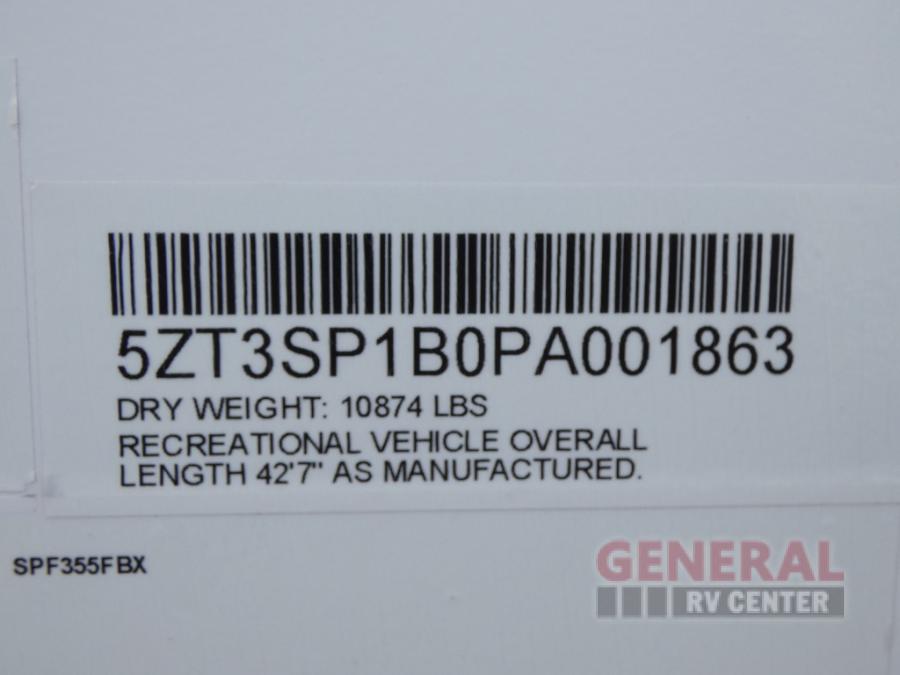 5ZT3SP1B0PA001863
DRY WEIGHT: 10874 LBS
RECREATIONAL VEHICLE OVERALL
LENGTH 42'7" AS MANUFACTURED.
SPF355FBX
GENERAL
RV CENTER